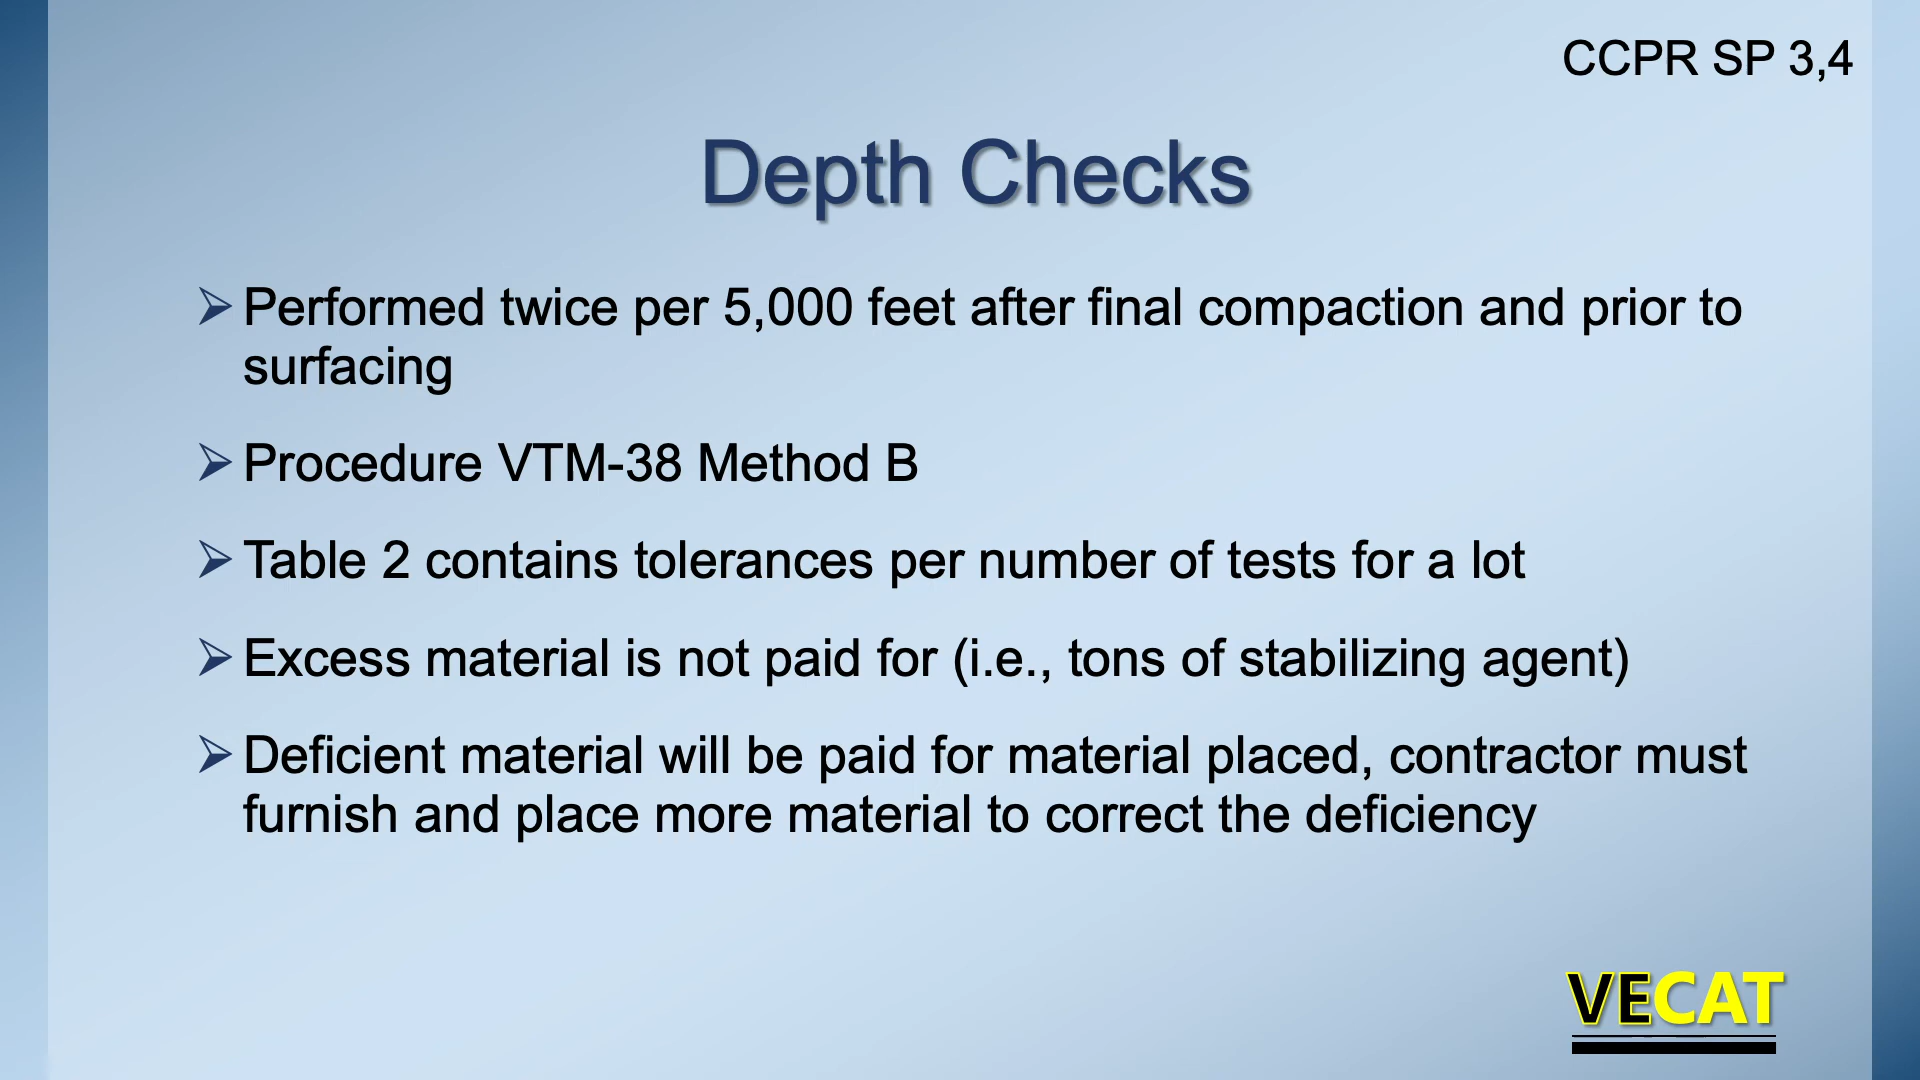 CCPR SP 3,4
Depth Checks
➢ Performed twice per 5,000 feet after final compaction and prior to
surfacing
➢ Procedure VTM-38 Method B
➢ Table 2 contains tolerances per number of tests for a lot
➢ Excess material is not paid for (i.e., tons of stabilizing agent)
➢ Deficient material will be paid for material placed, contractor must
furnish and place more material to correct the deficiency
VECAT